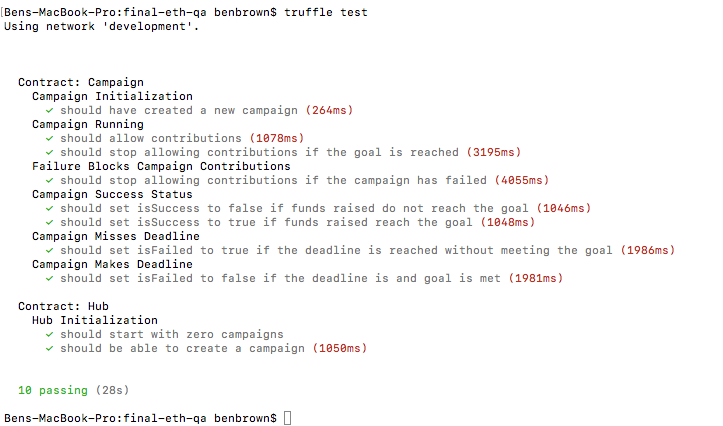 [Bens-MacBook-Pro:final-eth-qa benbrown$ truffle test
Using network 'development'.
Contract: Campaign
Campaign Initialization
✓ should have created a new campaign (264ms)
Campaign Running
✓ should allow contributions (1078ms)
✓ should stop allowing contributions if the goal is reached (3195ms)
Failure Blocks Campaign Contributions
✓ should stop allowing contributions if the campaign has failed (4055ms)
Campaign Success Status
✓ should set isSuccess to false if funds raised do not reach the goal (1046ms)
✓ should set isSuccess to true if funds raised reach the goal (1048ms)
Campaign Misses Deadline
✓ should set isFailed to true if the deadline is reached without meeting the goal (1986ms)
Campaign Makes Deadline
✓ should set isFailed to false if the deadline is and goal is met (1981ms)
Contract: Hub
Hub Initialization
✓ should start with zero campaigns
✓ should be able to create a campaign (1050ms)
10 passing (28s)
Bens-MacBook-Pro:final-eth-qa benbrown$